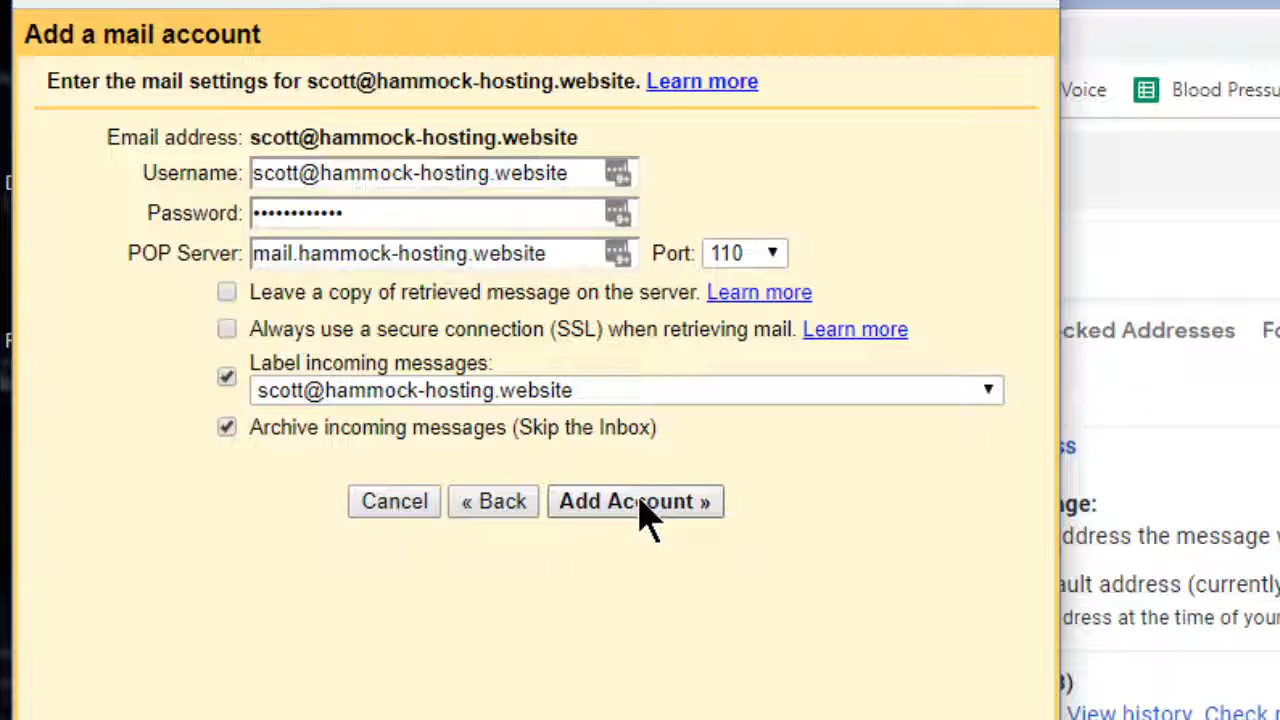 Add a mail account
Enter the mail settings for scott@hammock-hosting.website. Learn more
Voice
Blood Pressu
Email address: scott@hammock-hosting.website
Username: scott@hammock-hosting.website
Password: ••••••••••••
POP Server: mail.hammock-hosting.website Port: 110
Leave a copy of retrieved message on the server. Learn more
Always use a secure connection (SSL) when retrieving mail. Learn more
cked Addresses
Fo
Label incoming messages:
scott@hammock-hosting.website
Archive incoming messages (Skip the Inbox)
ss
Cancel « Back Add Account »
ge:
ddress the message
ault address (currently
dress at the time of your
)
View history Check